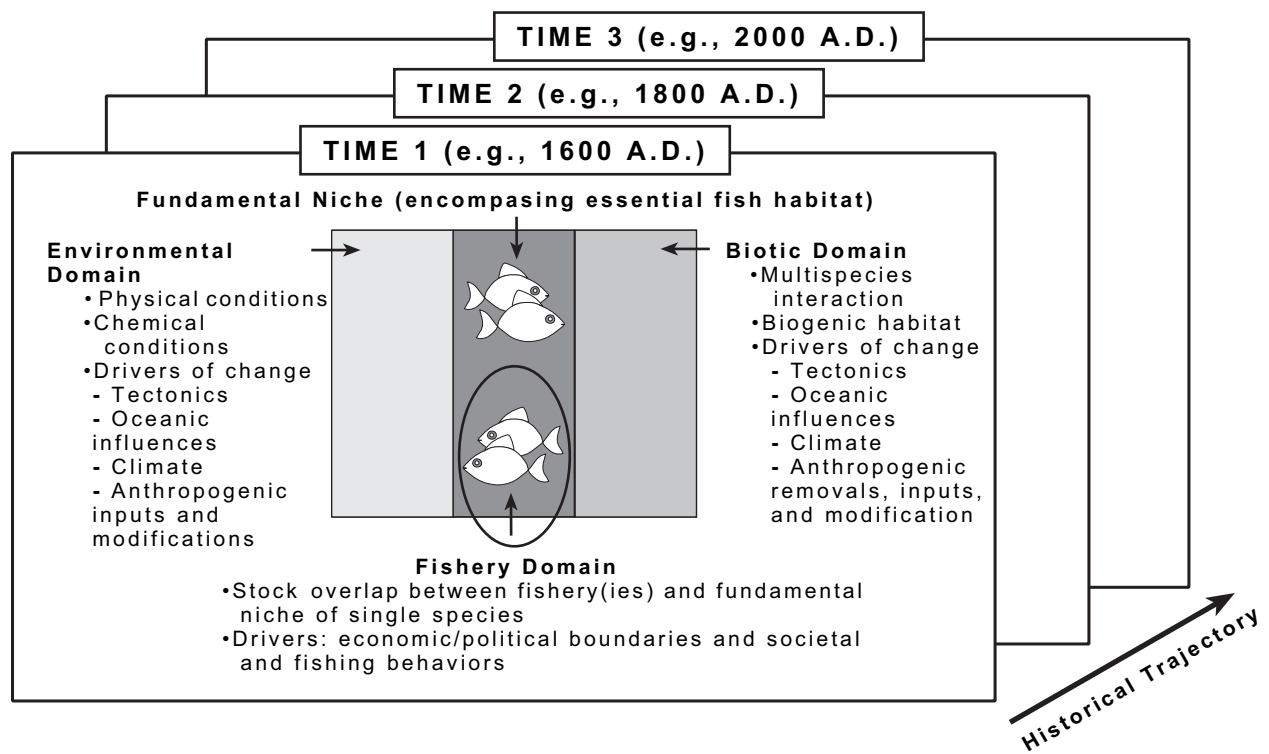 TIME 3 (e.g., 2000 A.D.)
TIME 2 (e.g., 1800 A.D.)
TIME 1 (e.g., 1600 A.D.)
Fundamental Niche (encompasing essential fish habitat)
Environmental
Domain
•Physical conditions
•Chemical
conditions
•Drivers of change
- Tectonics
- Oceanic
influences
- Climate
- Anthropogenic
inputs and
modifications
Biotic Domain
•Multispecies
interaction
•Biogenic habitat
•Drivers of change
- Tectonics
- Oceanic
influences
- Climate
- Anthropogenic
removals, inputs,
and modification
Fishery Domain
•Stock overlap between fishery(ies) and fundamental
niche of single species
•Drivers: economic/political boundaries and societal
and fishing behaviors
Historical Trajectory